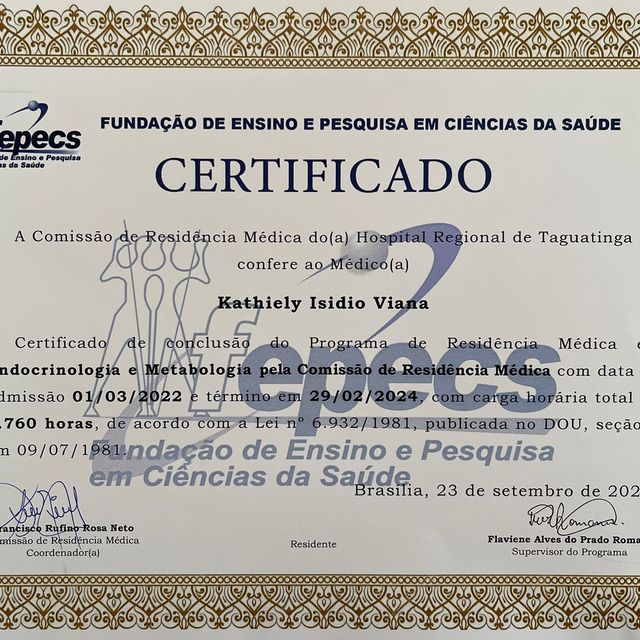 fepecs
de Ensino e Pesquisa
as da Saúde
FUNDAÇÃO DE ENSINO E PESQUISA EM CIÊNCIAS DA SAÚDE
CERTIFICADO
A Comissão de Residência Médica do(a) Hospital Regional de Taguatinga
confere ao Médico(a)
Kathiely Isidio Viana
Certificado de conclusão do Programa de Residência Médica e
ndocrinologia e Metabologia pela Comissão de Residência Médica com data
dmissão 01/03/2022 e término em 29/02/2024, com carga horária total
.760 horas, de acordo com a Lei nº 6.932/1981, publicada no DOU, seção
m 09/07/1981.
fepecs
Fundação de Ensino e Pesquisa
em Ciências da Saúde
Brasília, 23 de setembro de 202
rancisco Rufino Rosa Neto
missão de Residência Médica
Coordenador(a)
Residente
Flaviene Alves do Prado Roma
Supervisor do Programa